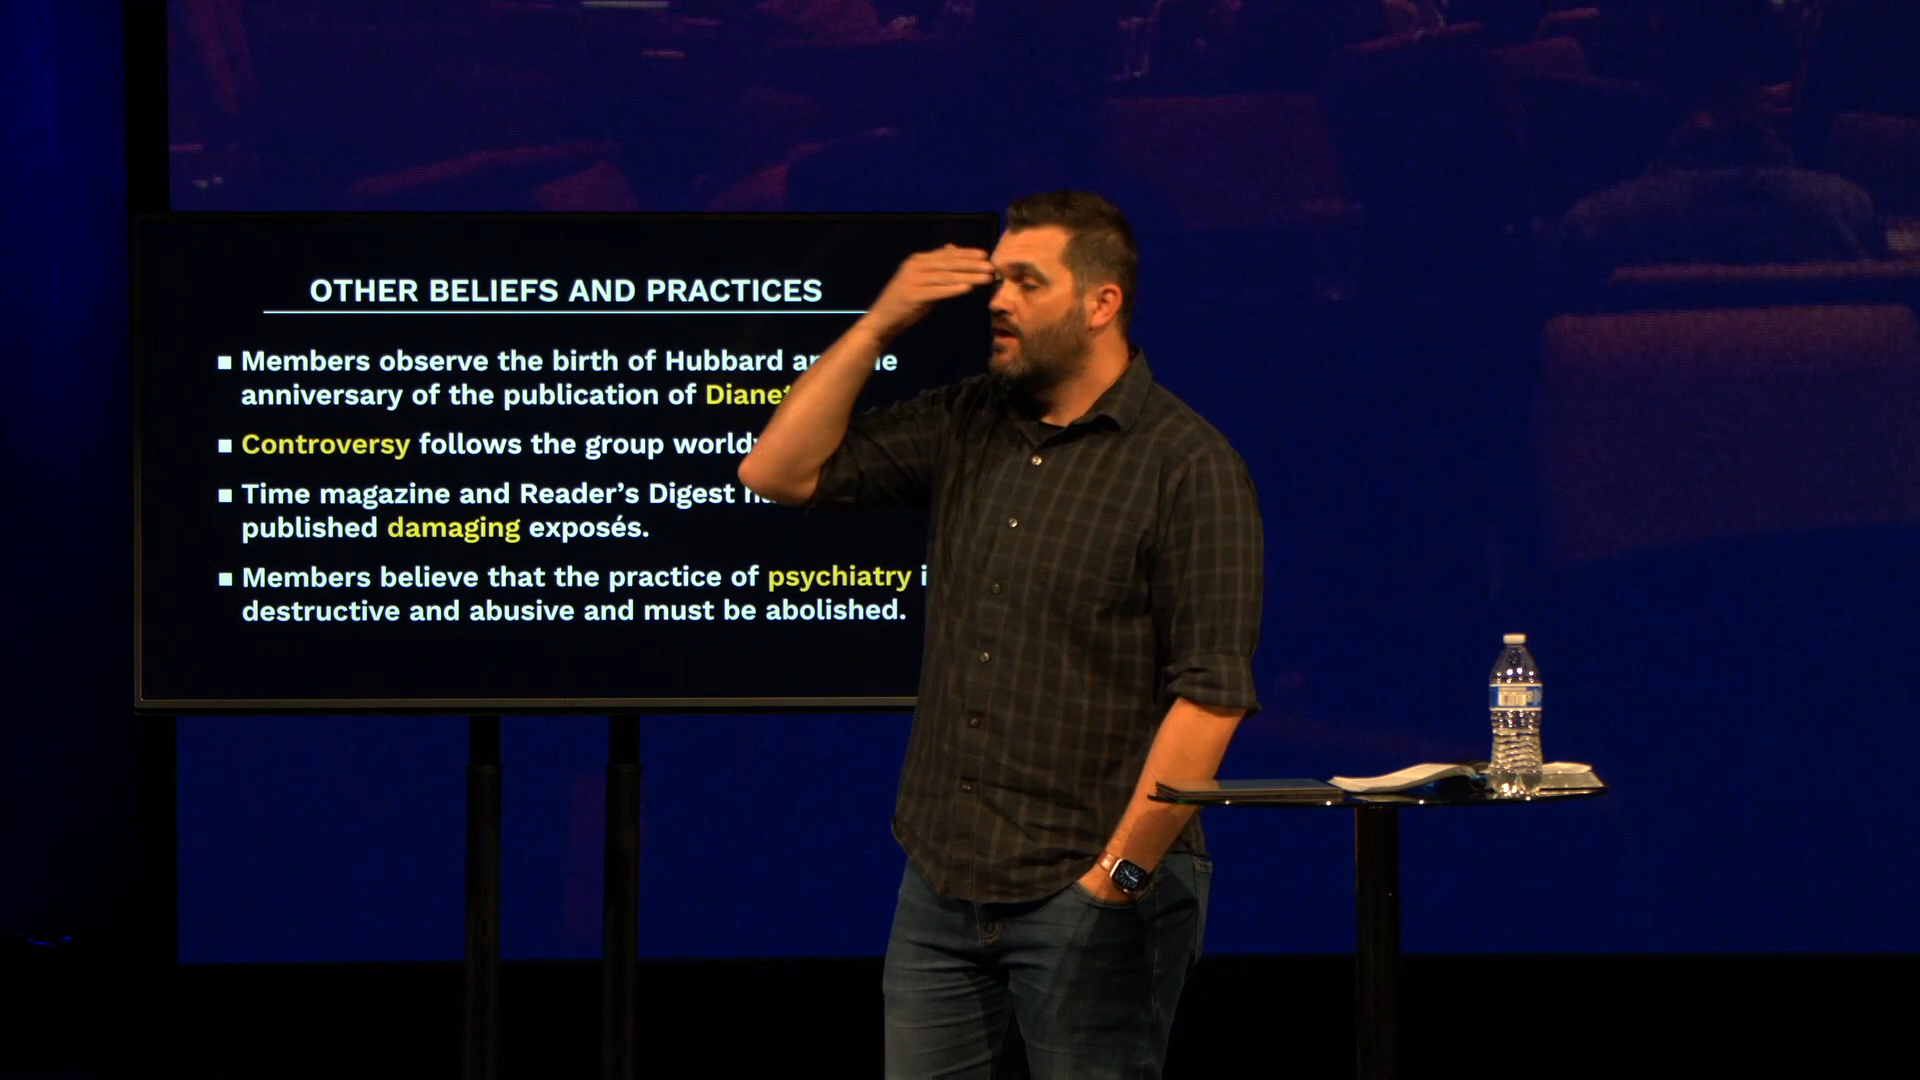 OTHER BELIEFS AND PRACTICES
■ Members observe the birth of Hubbard
anniversary of the publication of
■ Controversy follows the group
■ Time magazine and Reader's Digest
published damaging exposés.
■ Members believe that the practice of psychiatry
destructive and abusive and must be abolished.